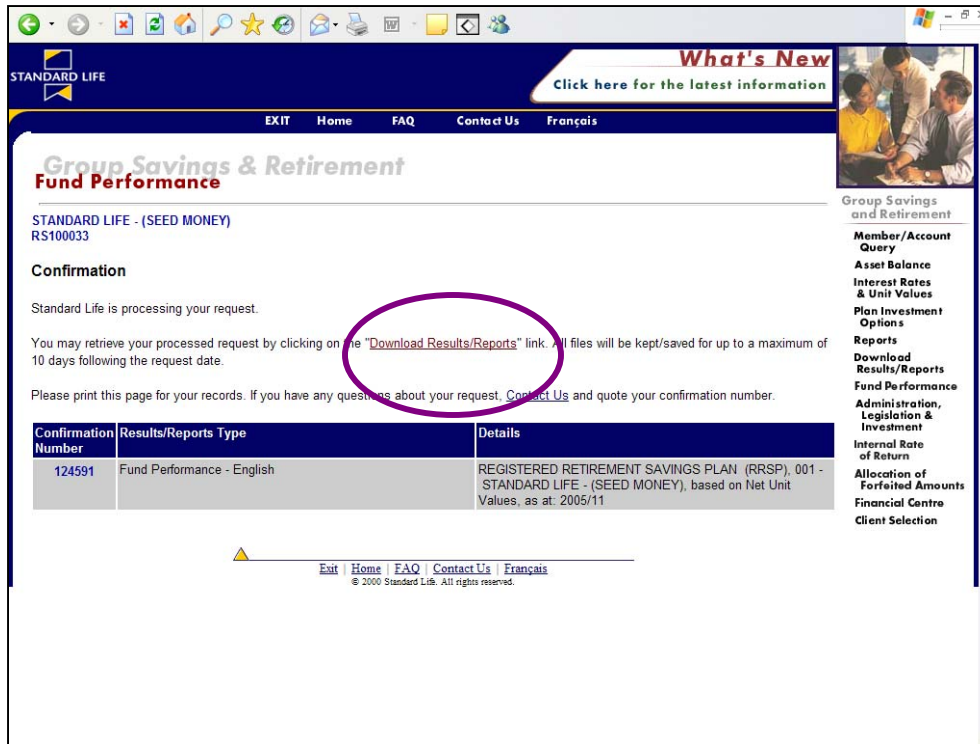 What's New
STANDARD LIFE
Click here for the latest information
EXIT Home FAQ Contact Us Français
Group Savings & Retirement
Fund Performance
STANDARD LIFE - (SEED MONEY)
RS100033
Confirmation
Standard Life is processing your request.
You may retrieve your processed request by clicking on the "Download Results/Reports" link. All files will be kept/saved for up to a maximum of
10 days following the request date.
Please print this page for your records. If you have any questions about your request, Contact Us and quote your confirmation number.
Confirmation Results/Reports Type Details
Number
124591 Fund Performance - English REGISTERED RETIREMENT SAVINGS PLAN (RRSP), 001 -
STANDARD LIFE - (SEED MONEY), based on Net Unit
Values, as at: 2005/11
Exit | Home | FAQ | Contact Us | Français
© 2000 Standard Life. All rights reserved.
Group Savings
and Retirement
Member/Account
Query
Asset Balance
Interest Rates
& Unit Values
Plan Investment
Options
Reports
Download
Results/Reports
Fund Performance
Administration,
Legislation &
Investment
Internal Rate
of Return
Allocation of
Forfeited Amounts
Financial Centre
Client Selection